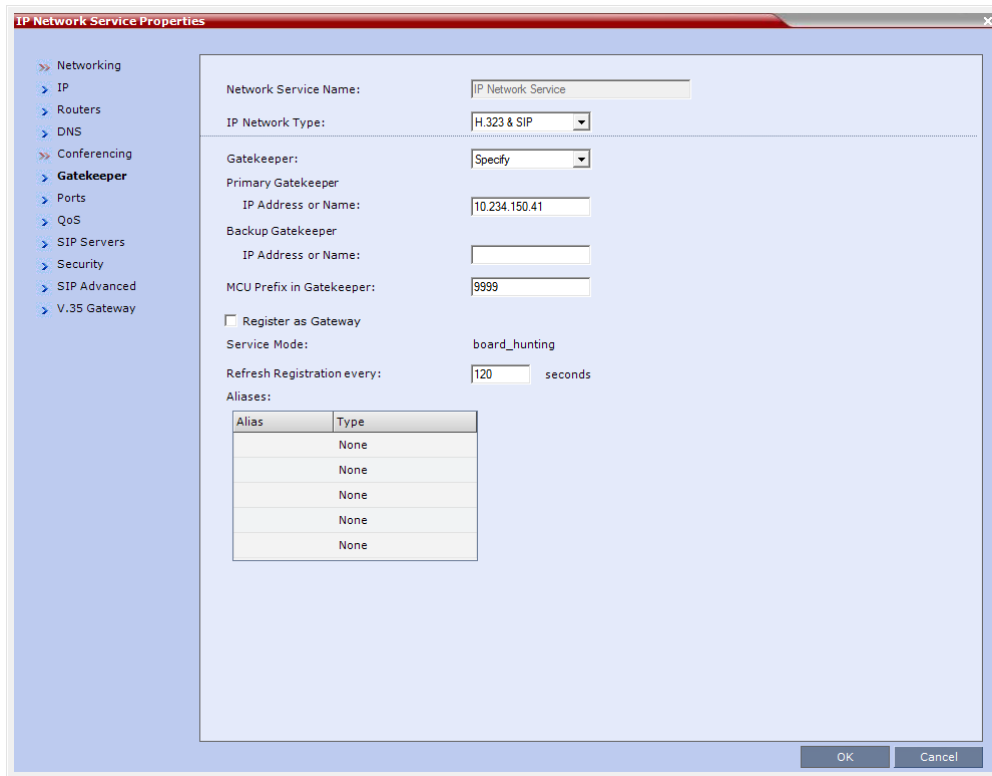 IP Network Service Properties
Networking
IP
Routers
DNS
Conferencing
Gatekeeper
Ports
QoS
SIP Servers
Security
SIP Advanced
V.35 Gateway
Network Service Name: IP Network Service
IP Network Type: H.323 & SIP
Gatekeeper: Specify
Primary Gatekeeper
IP Address or Name: 10.234.150.41
Backup Gatekeeper
IP Address or Name:
MCU Prefix in Gatekeeper: 9999
Register as Gateway
Service Mode: board_hunting
Refresh Registration every: 120 seconds
Aliases:
Alias Type
None
None
None
None
None
OK Cancel